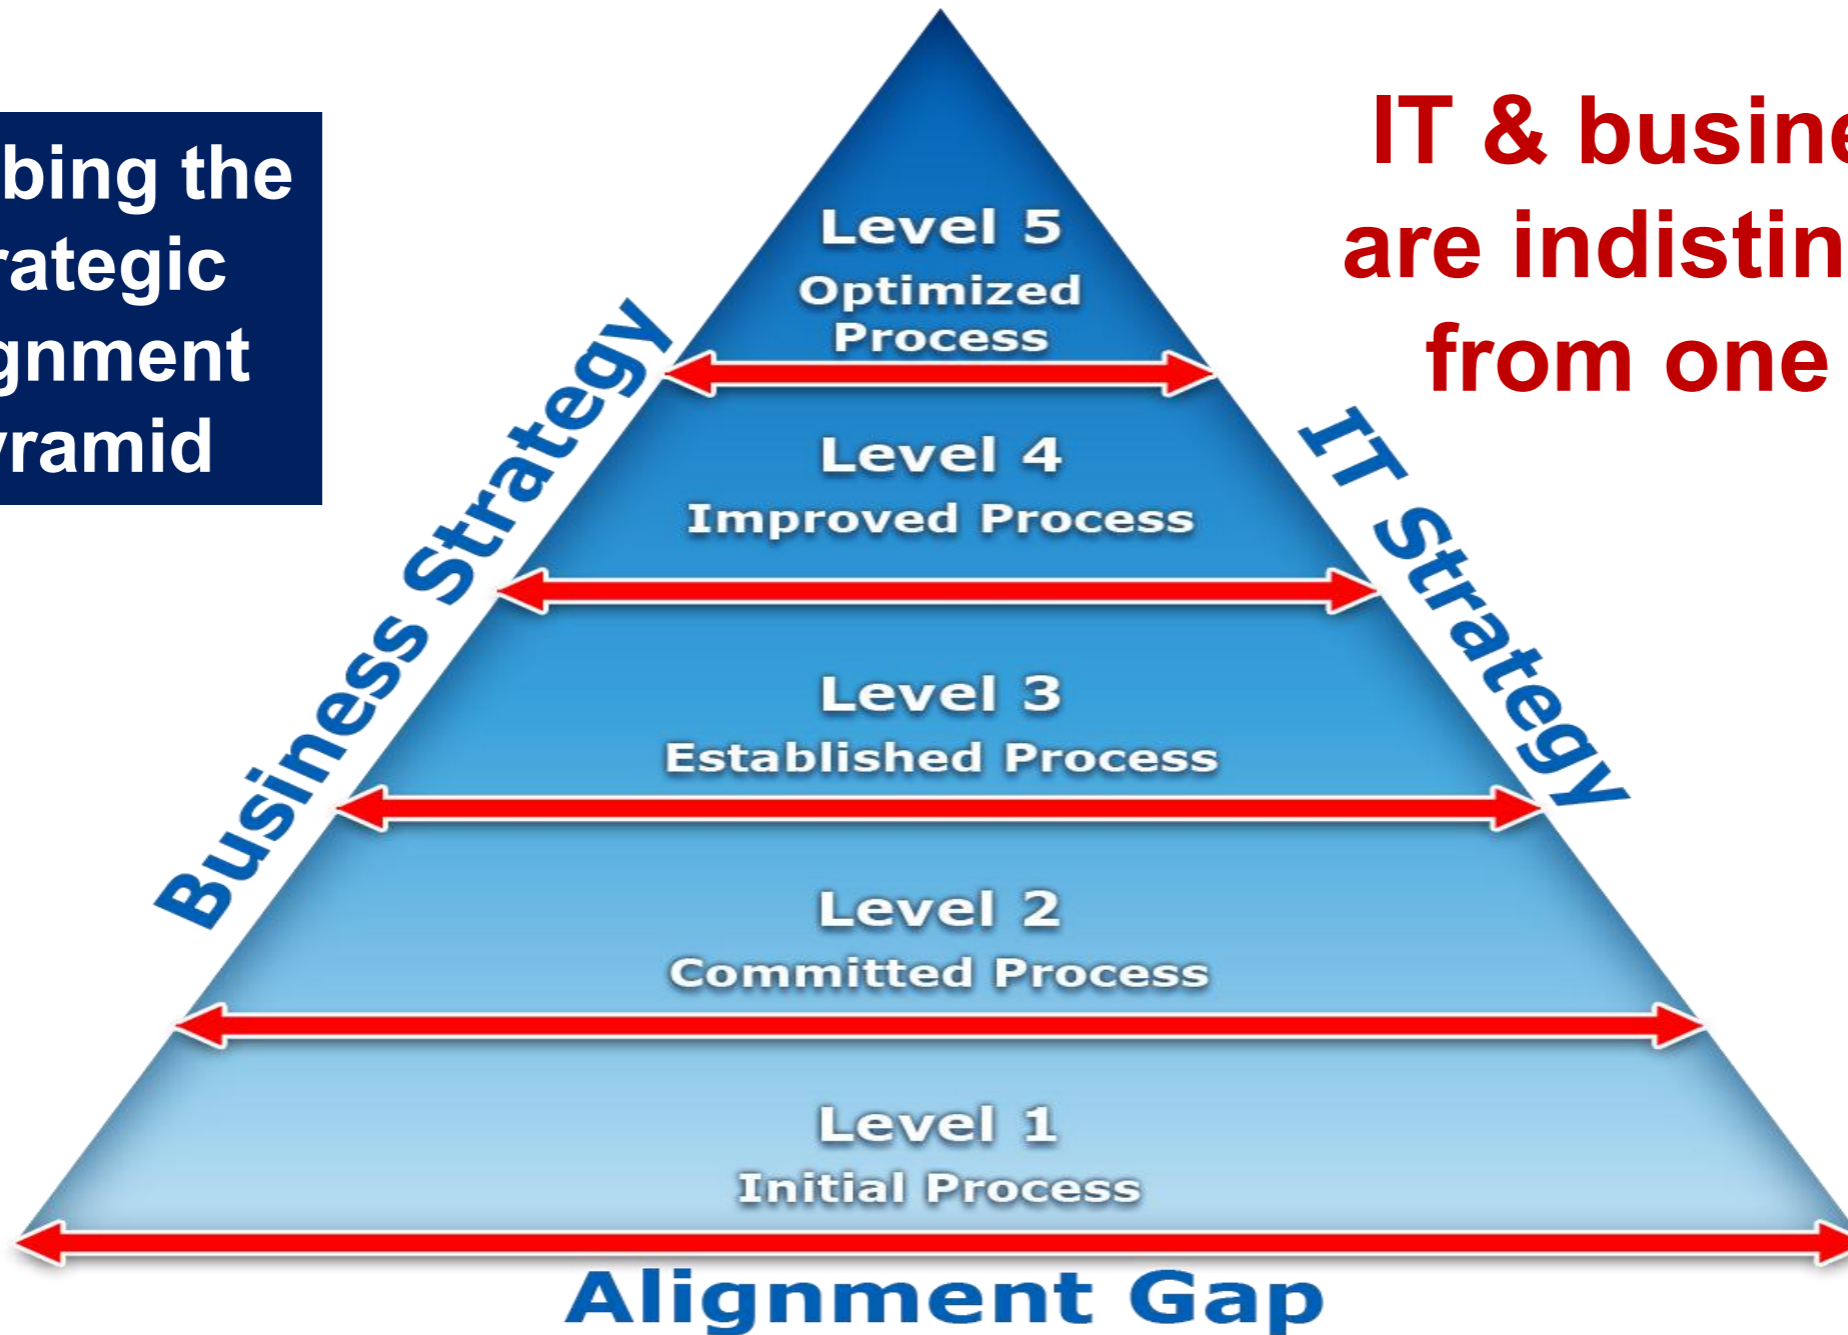 bing the
rategic
gnment
yramid
IT & busine
are indistin
from one
Level 5
Optimized
Process
Business Strategy
IT Strategy
Level 4
Improved Process
Level 3
Established Process
Level 2
Committed Process
Level 1
Initial Process
Alignment Gap